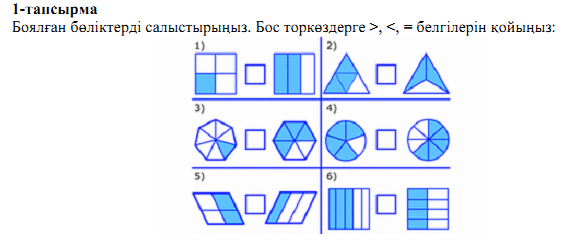 1-тапсырма
Боялған бөліктерді салыстырыңыз. Бос торкөздерге >, <, = белгілерін қойыңыз:
1) 2)
3) 4)
5) 6)